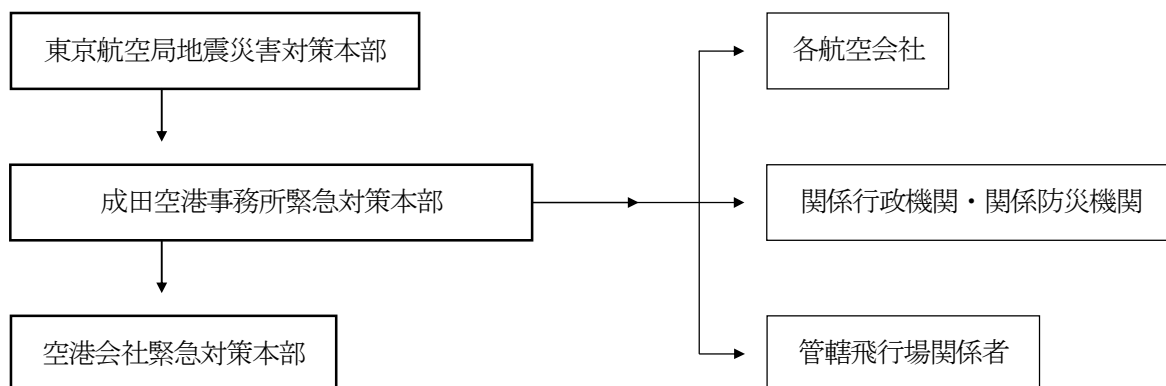 東京航空局地震災害対策本部
各航空会社
成田空港事務所緊急対策本部
関係行政機関・関係防災機関
空港会社緊急対策本部
管轄飛行場関係者